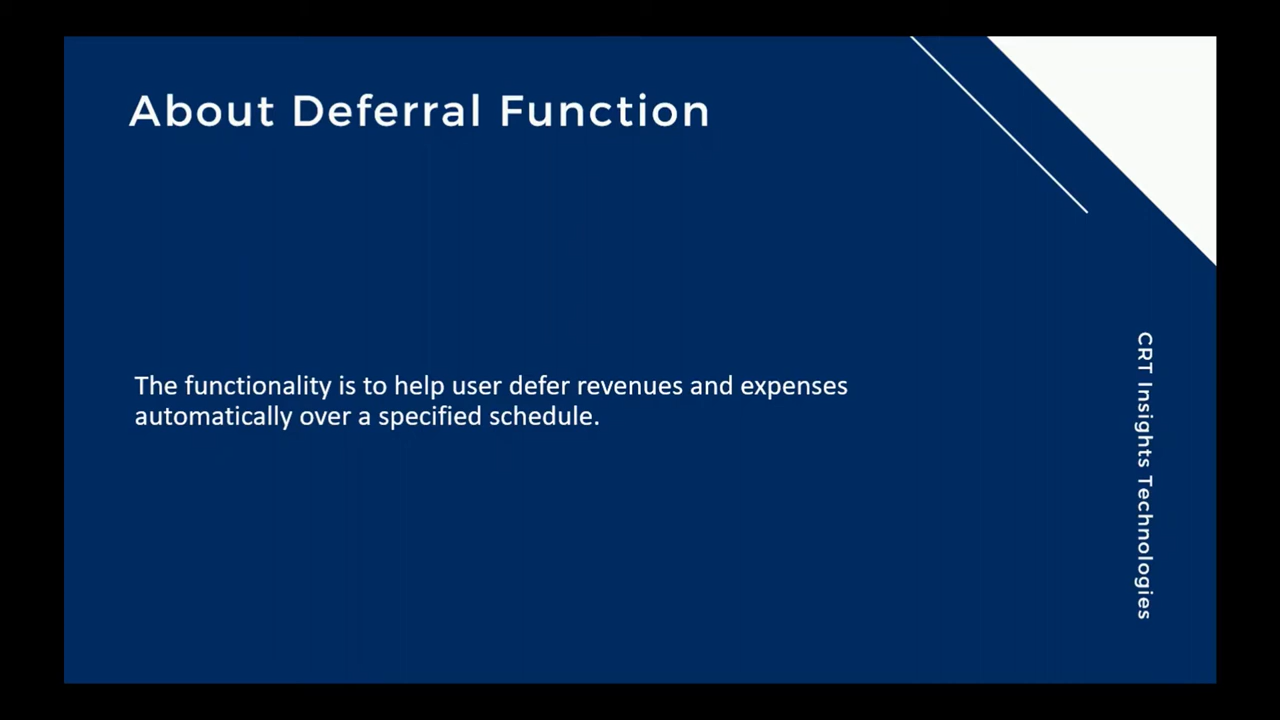 About Deferral Function
The functionality is to help user defer revenues and expenses
automatically over a specified schedule.
CRT Insights Technologies